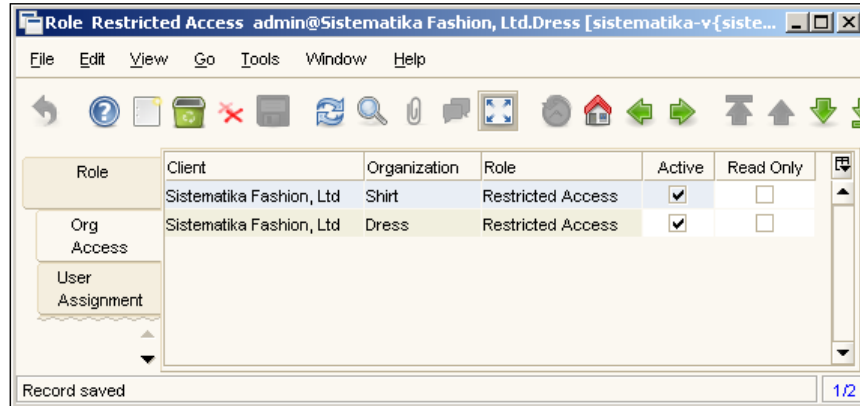 Role Restricted Access admin@Sistematika Fashion, Ltd.Dress [sistematika-v{siste...
File Edit View Go Tools Window Help
Role
Org
Access
User
Assignment
Client Organization Role Active Read Only
Sistematika Fashion, Ltd Shirt Restricted Access
Sistematika Fashion, Ltd Dress Restricted Access
Record saved 1/2